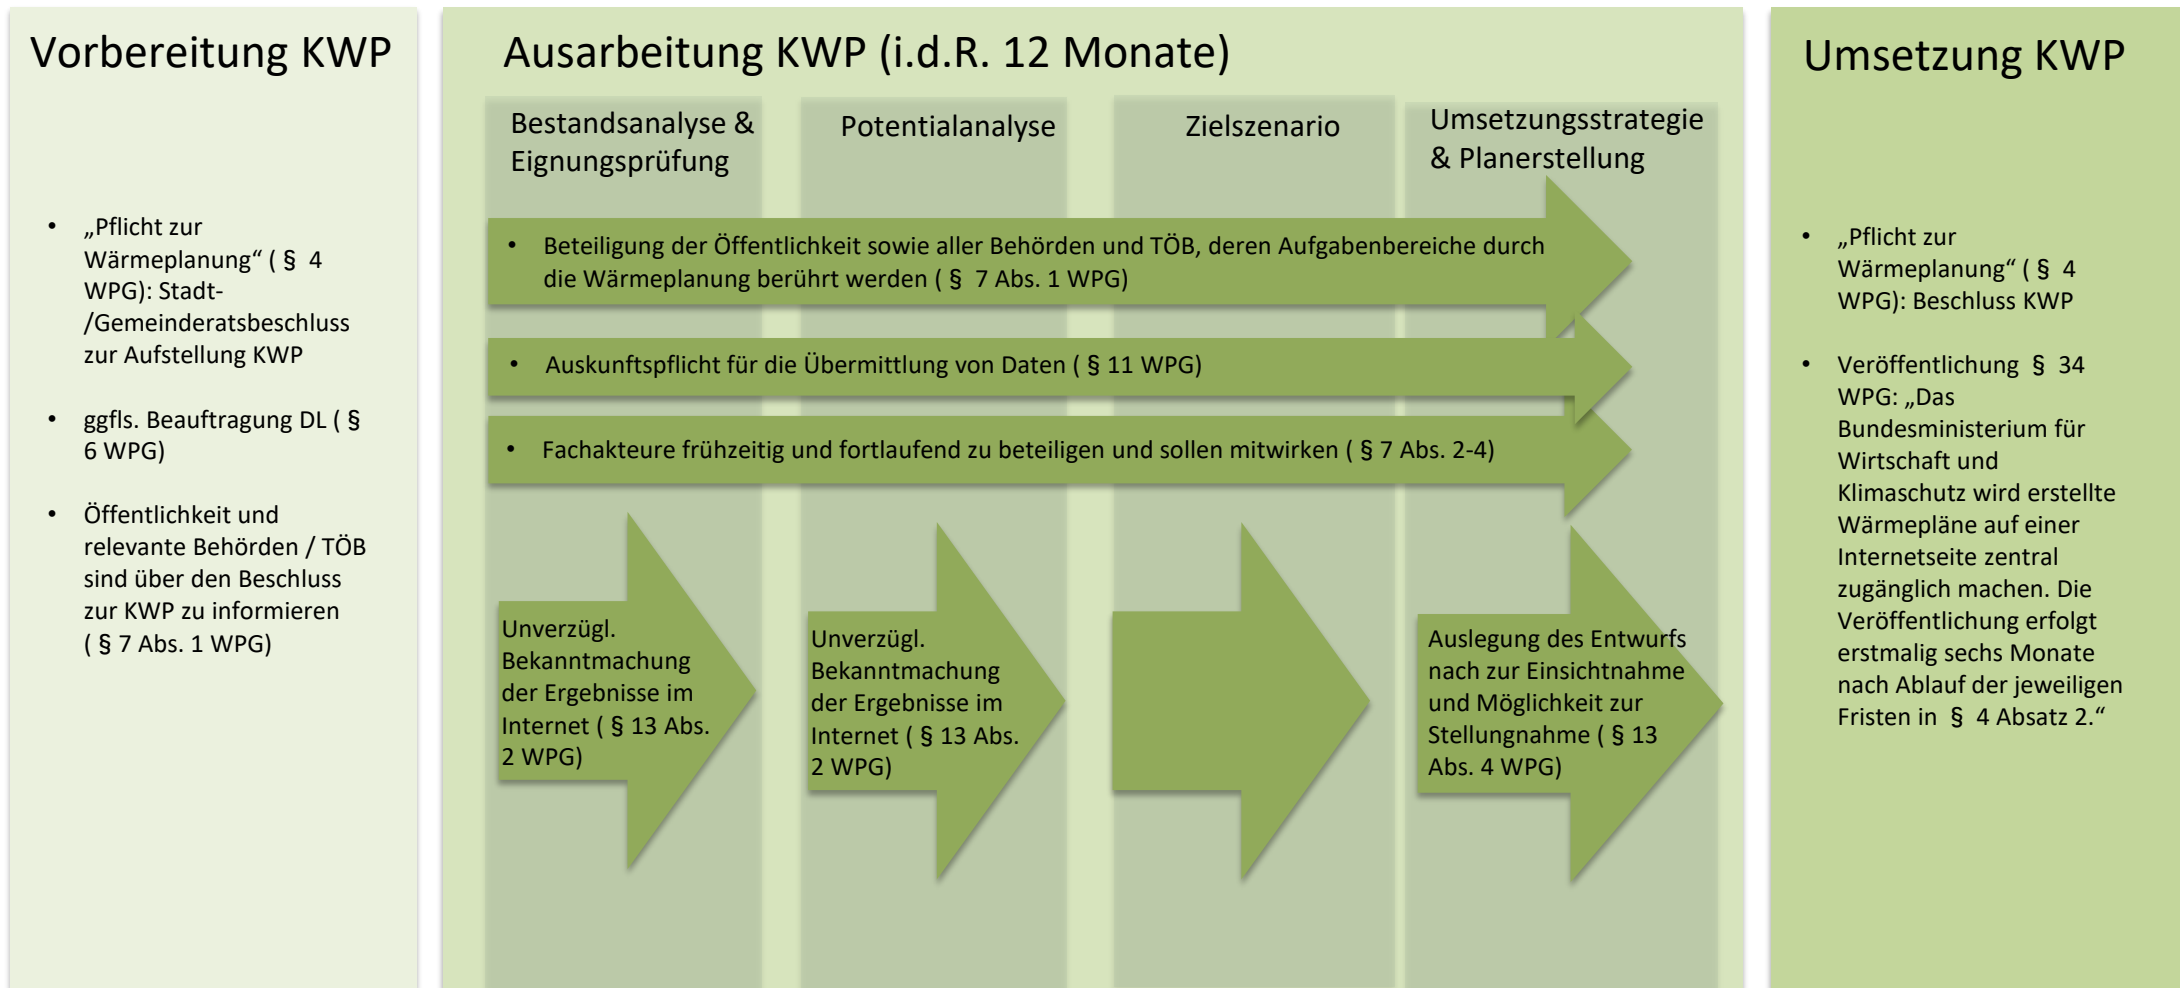 Vorbereitung KWP
• „Pflicht zur
Wärmeplanung“ ( § 4
WPG): Stadt-
/Gemeinderatsbeschluss
zur Aufstellung KWP
• ggfls. Beauftragung DL ( §
6 WPG)
• Öffentlichkeit und
relevante Behörden / TÖB
sind über den Beschluss
zur KWP zu informieren
( § 7 Abs. 1 WPG)
Ausarbeitung KWP (i.d.R. 12 Monate)
Bestandsanalyse &
Eignungsprüfung
Potentialanalyse
Zielszenario
Umsetzungsstrategie
& Planerstellung
• Beteiligung der Öffentlichkeit sowie aller Behörden und TÖB, deren Aufgabenbereiche durch
die Wärmeplanung berührt werden ( § 7 Abs. 1 WPG)
• Auskunftspflicht für die Übermittlung von Daten ( § 11 WPG)
• Fachakteure frühzeitig und fortlaufend zu beteiligen und sollen mitwirken ( § 7 Abs. 2-4)
Unverzügl.
Bekanntmachung
der Ergebnisse im
Internet ( § 13 Abs.
2 WPG)
Unverzügl.
Bekanntmachung
der Ergebnisse im
Internet ( § 13 Abs.
2 WPG)
Auslegung des Entwurfs
nach zur Einsichtnahme
und Möglichkeit zur
Stellungnahme ( § 13
Abs. 4 WPG)
Umsetzung KWP
• „Pflicht zur
Wärmeplanung“ ( § 4
WPG): Beschluss KWP
• Veröffentlichung § 34
WPG: „Das
Bundesministerium für
Wirtschaft und
Klimaschutz wird erstellte
Wärmepläne auf einer
Internetseite zentral
zugänglich machen. Die
Veröffentlichung erfolgt
erstmalig sechs Monate
nach Ablauf der jeweiligen
Fristen in § 4 Absatz 2.“